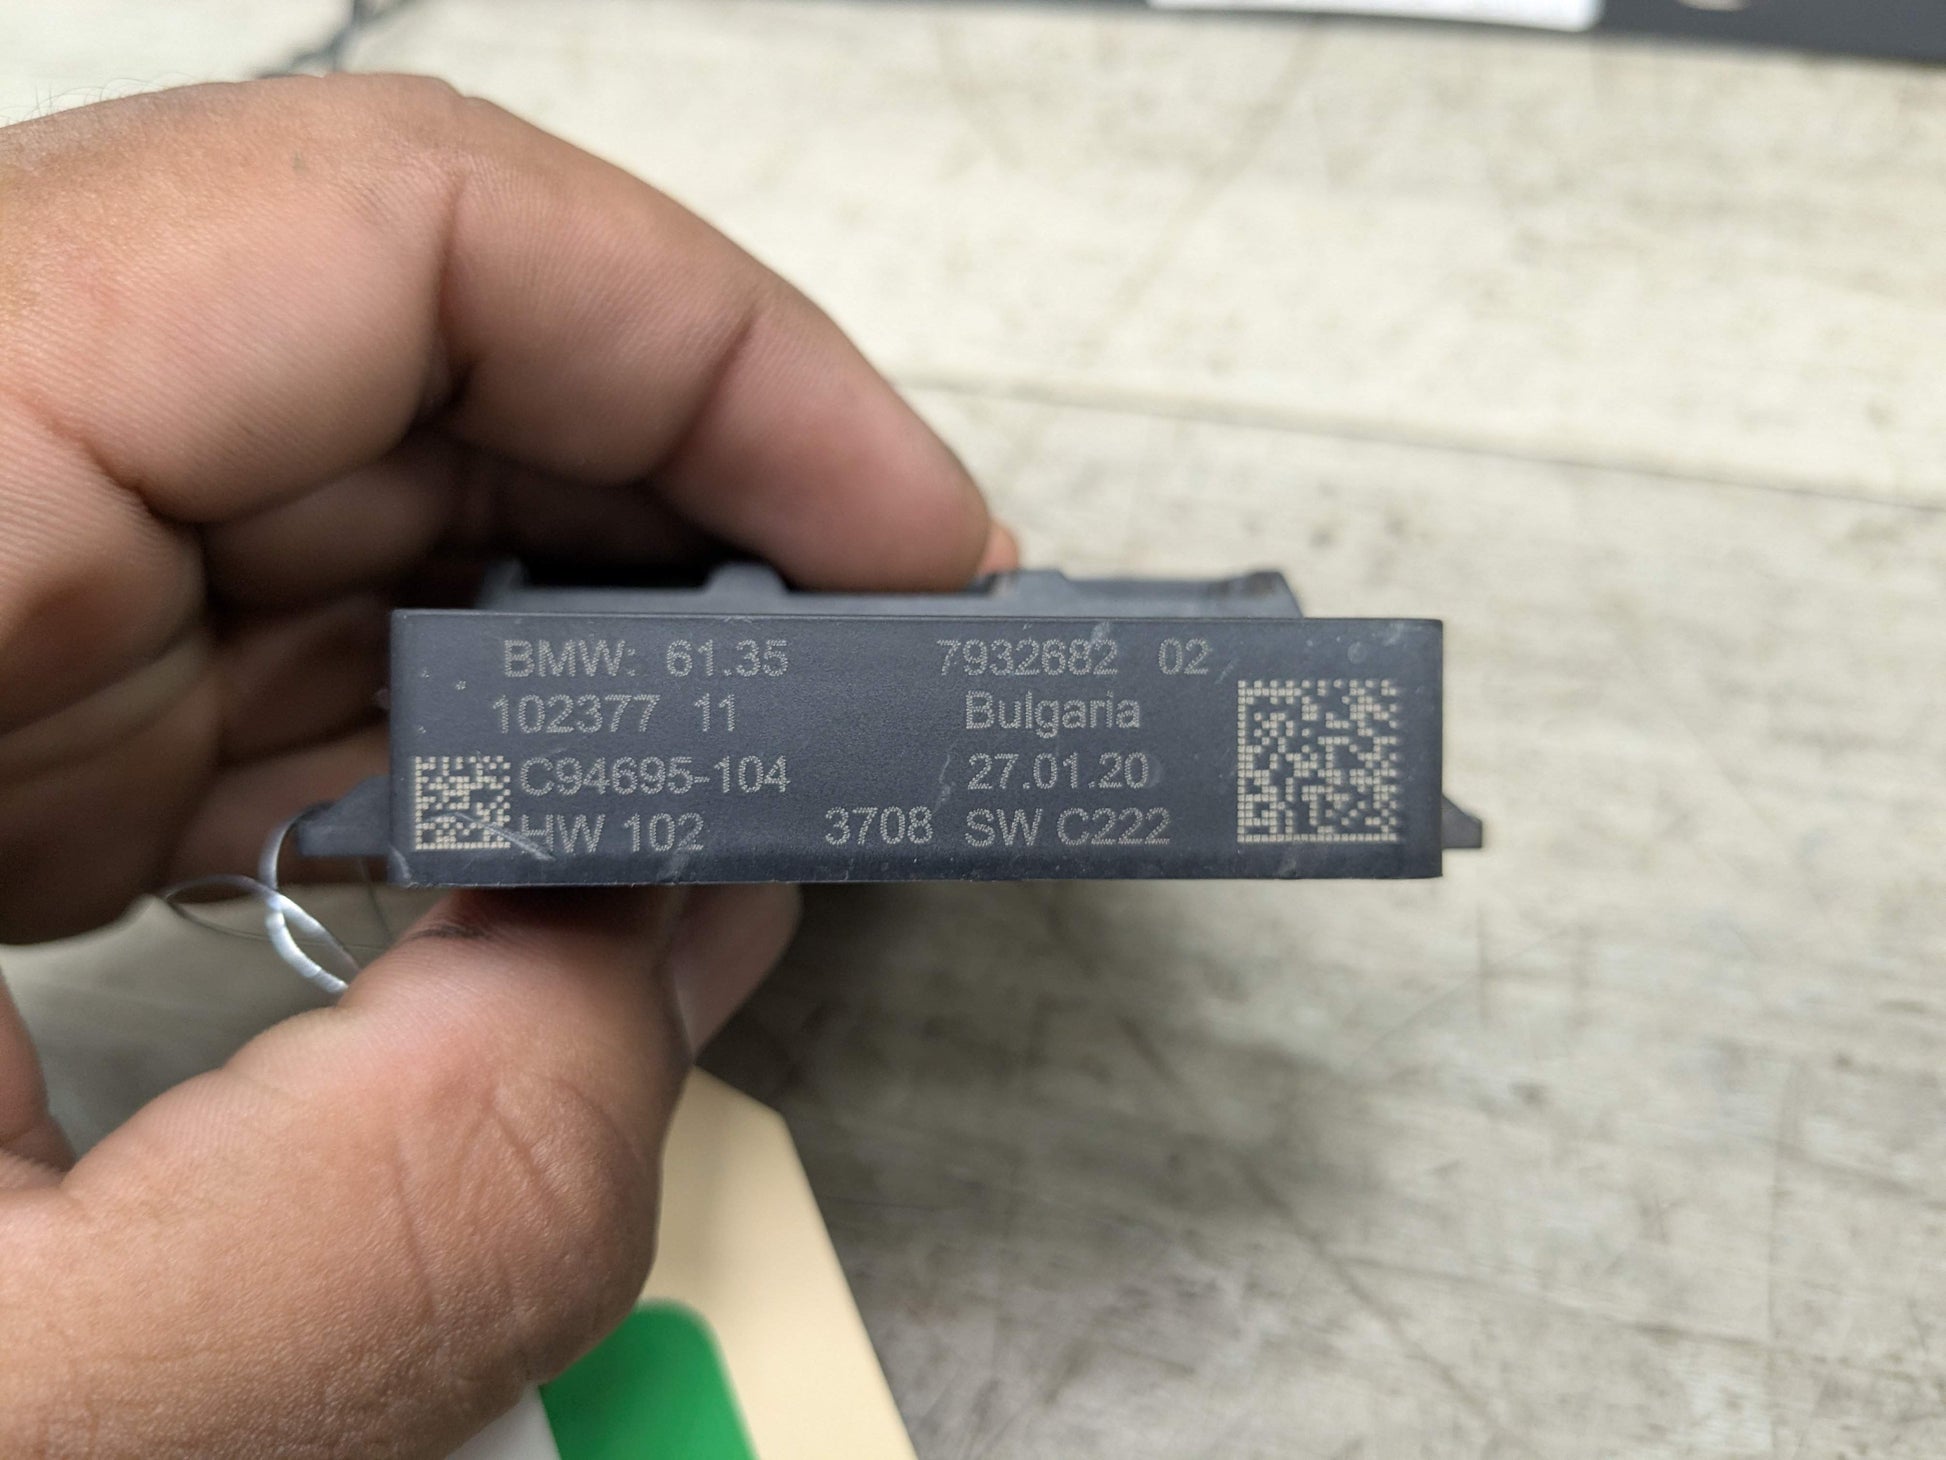 BMW: 61.35 7932682 02
102377 11 Bulgaria
C94695-104 27.01.20
HW 102 3708 SW C222